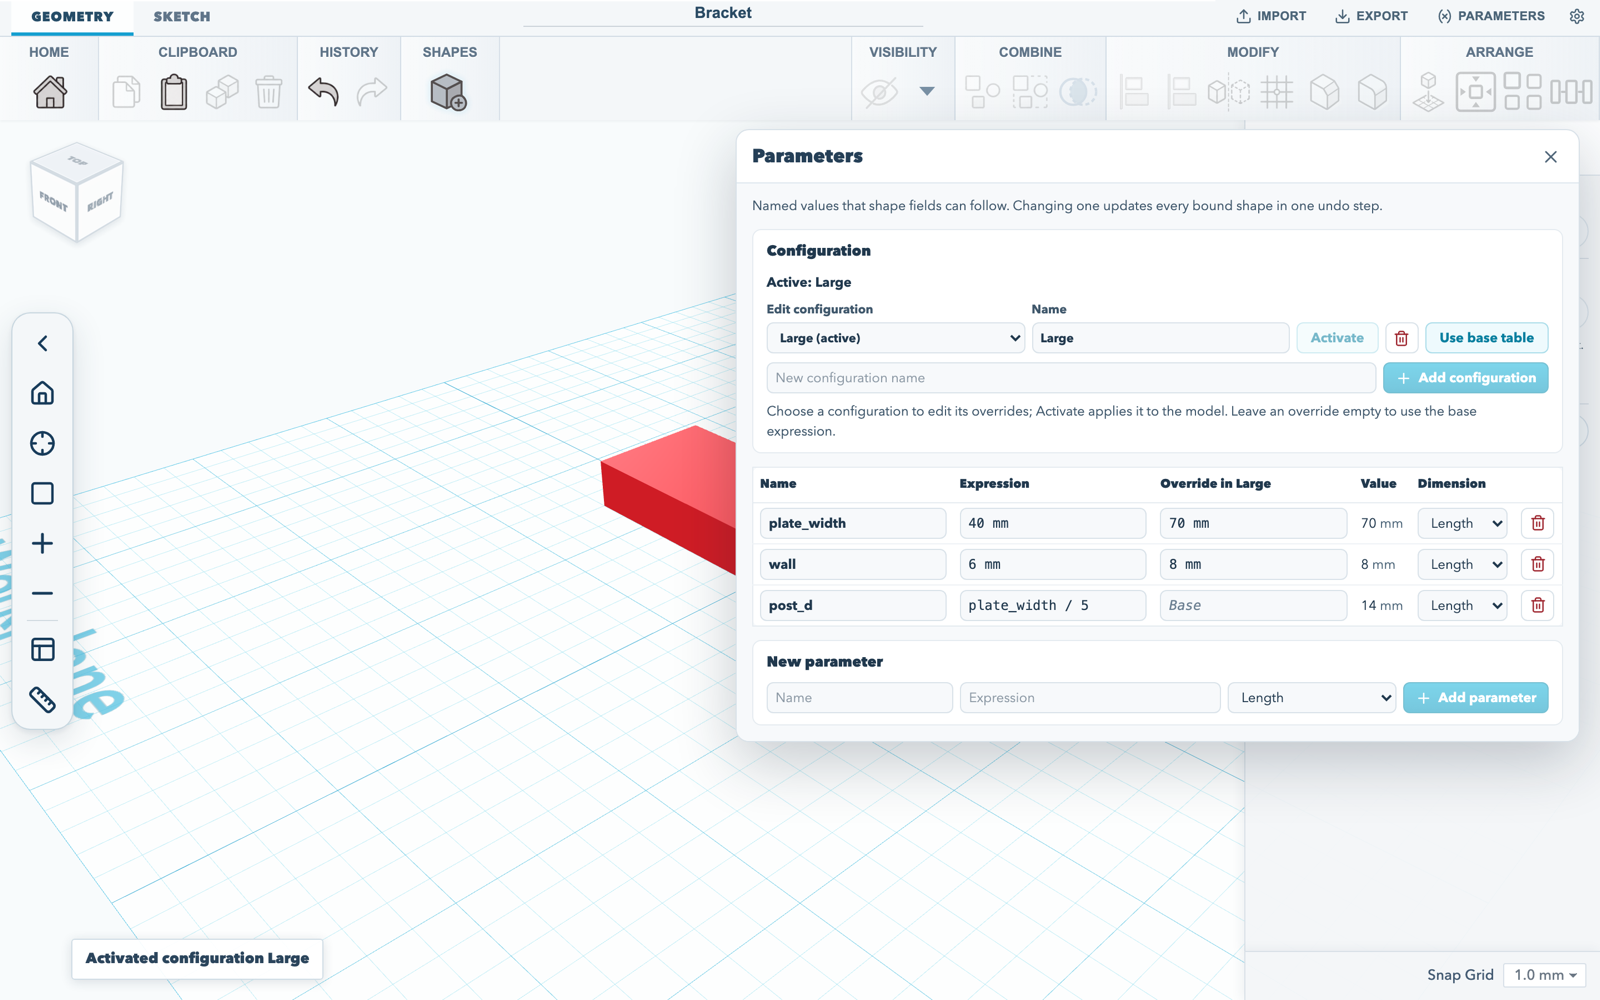 GEOMETRY
SKETCH
Bracket
IMPORT
EXPORT
(x) PARAMETERS
HOME
CLIPBOARD
HISTORY
SHAPES
VISIBILITY
COMBINE
MODIFY
ARRANGE
TOP
FRONT
RIGHT
Parameters
Named values that shape fields can follow. Changing one updates every bound shape in one undo step.
Configuration
Active: Large
Edit configuration
Name
Large (active)
Large
Activate
Use base table
New configuration name
+ Add configuration
Choose a configuration to edit its overrides; Activate applies it to the model. Leave an override empty to use the base
expression.
Name Expression Override in Large Value Dimension
plate_width 40 mm 70 mm 70 mm Length
wall 6 mm 8 mm 8 mm Length
post_d plate_width / 5 Base 14 mm Length
New parameter
Name Expression Length + Add parameter
Activated configuration Large
Snap Grid 1.0 mm